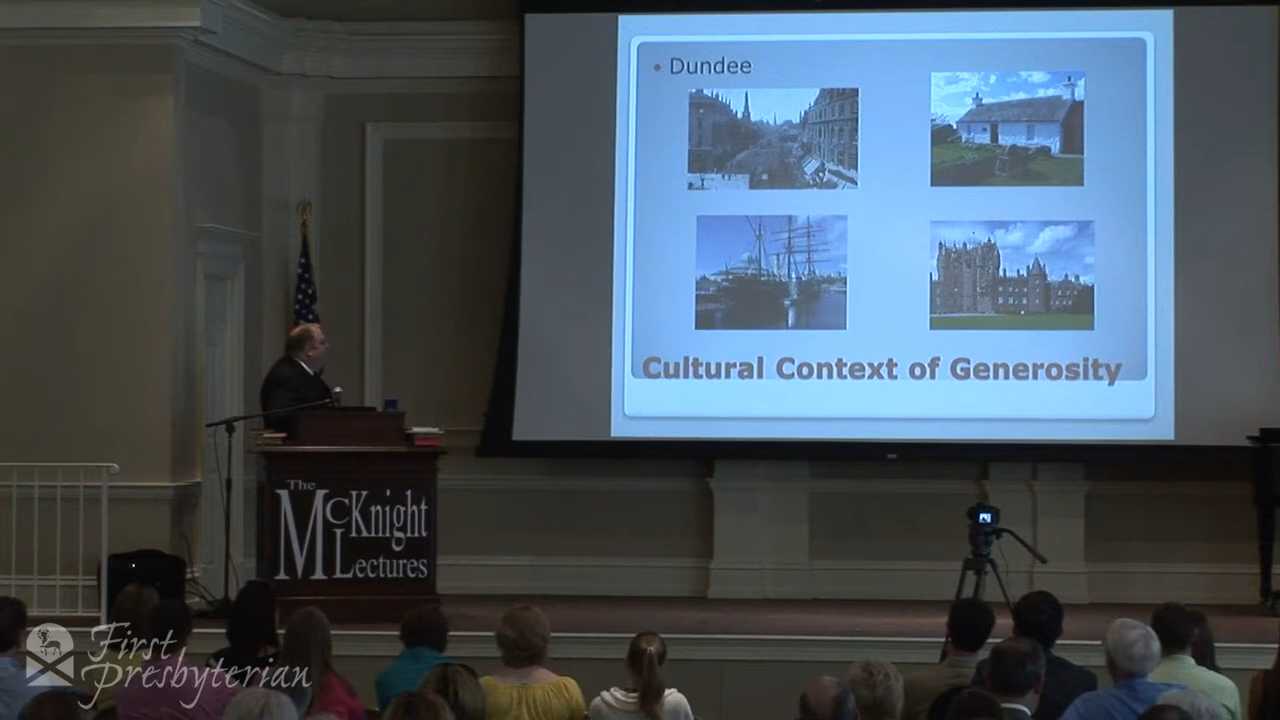 • Dundee
Cultural Context of Generosity
The
McKnight
Lectures
First
Presbyterian